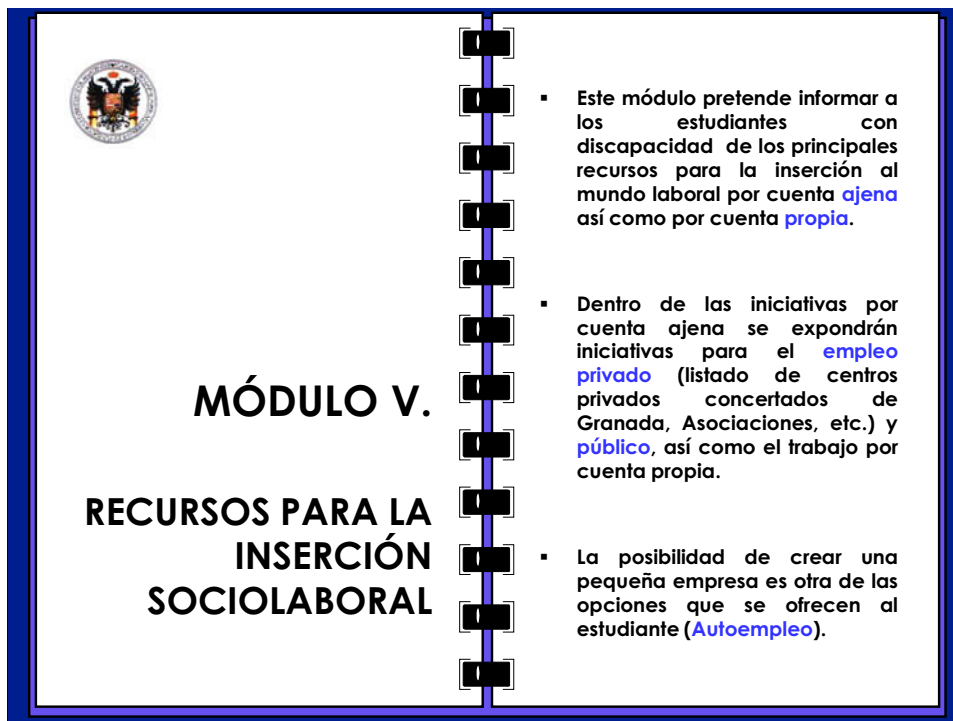 MÓDULO V.
RECURSOS PARA LA
INSERCIÓN
SOCIOLABORAL
▪ Este módulo pretende informar a
los estudiantes con
discapacidad de los principales
recursos para la inserción al
mundo laboral por cuenta ajena
así como por cuenta propia.
▪ Dentro de las iniciativas por
cuenta ajena se expondrán
iniciativas para el empleo
privado (listado de centros
privados concertados de
Granada, Asociaciones, etc.) y
público, así como el trabajo por
cuenta propia.
▪ La posibilidad de crear una
pequeña empresa es otra de las
opciones que se ofrecen al
estudiante (Autoempleo).